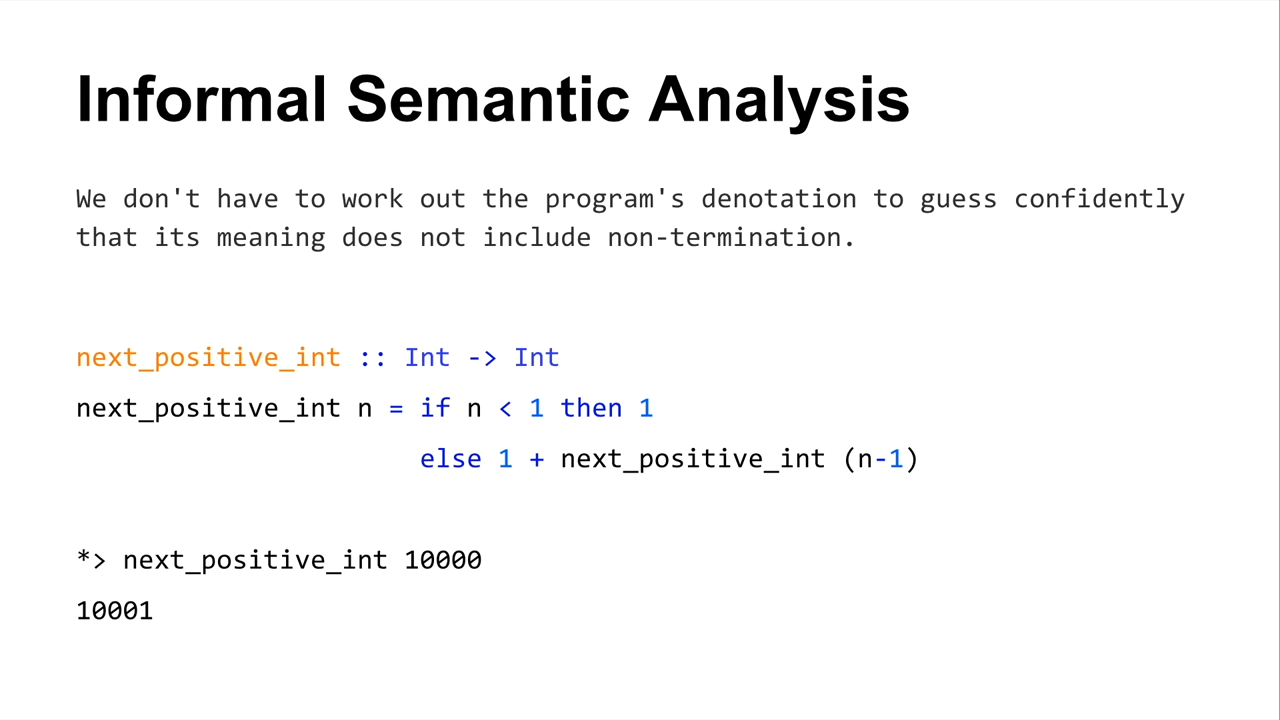 Informal Semantic Analysis
We don't have to work out the program's denotation to guess confidently
that its meaning does not include non-termination.
next_positive_int :: Int -> Int
next_positive_int n = if n < 1 then 1
else 1 + next_positive_int (n-1)
*> next_positive_int 10000
10001